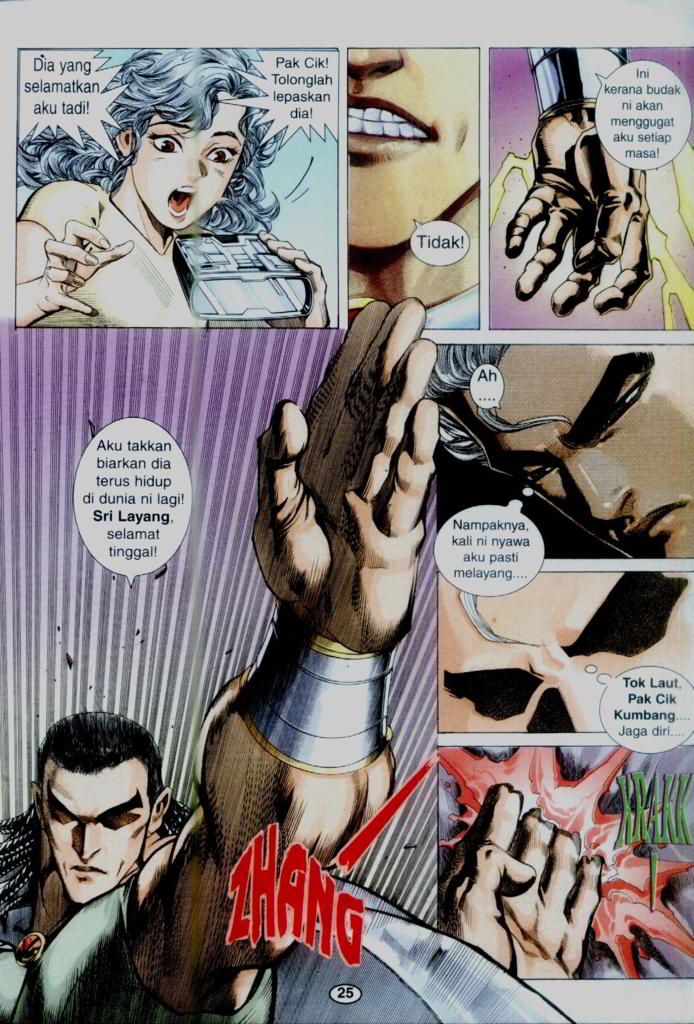 Dia yang
selamatkan
aku tadi!
Pak Cik!
Tolonglah
lepaskan
dia!
Tidak!
Ini
kerana budak
ni akan
menggugat
aku setiap
masa!
Aku takkan
biarkan dia
terus hidup
di dunia ni lagi!
Sri Layang,
selamat
tinggal!
Ah
....
Nampaknya,
kali ni nyawa
aku pasti
melayang....
Tok Laut,
Pak Cik
Kumbang....
Jaga diri....
ZHANG
KRAKK
!
25